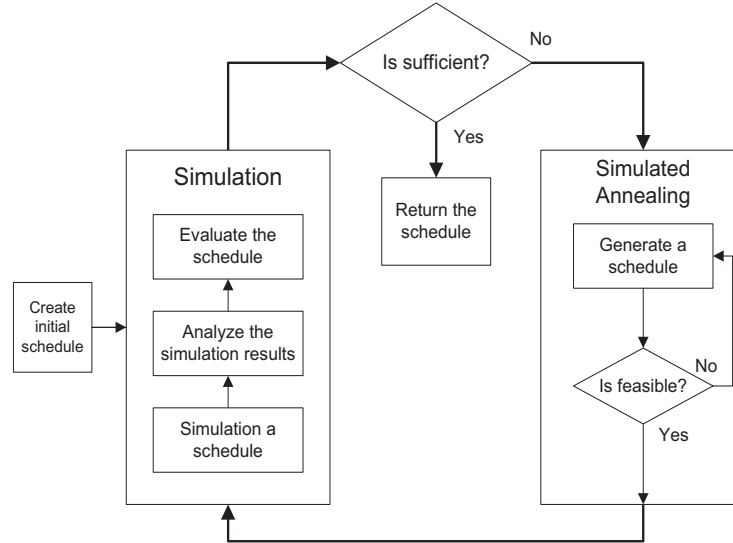 Is sufficient?
No
Yes
Return the
schedule
Simulation
Evaluate the
schedule
Analyze the
simulation results
Simulation a
schedule
Create
initial
schedule
Simulated
Annealing
Generate a
schedule
Is feasible?
No
Yes